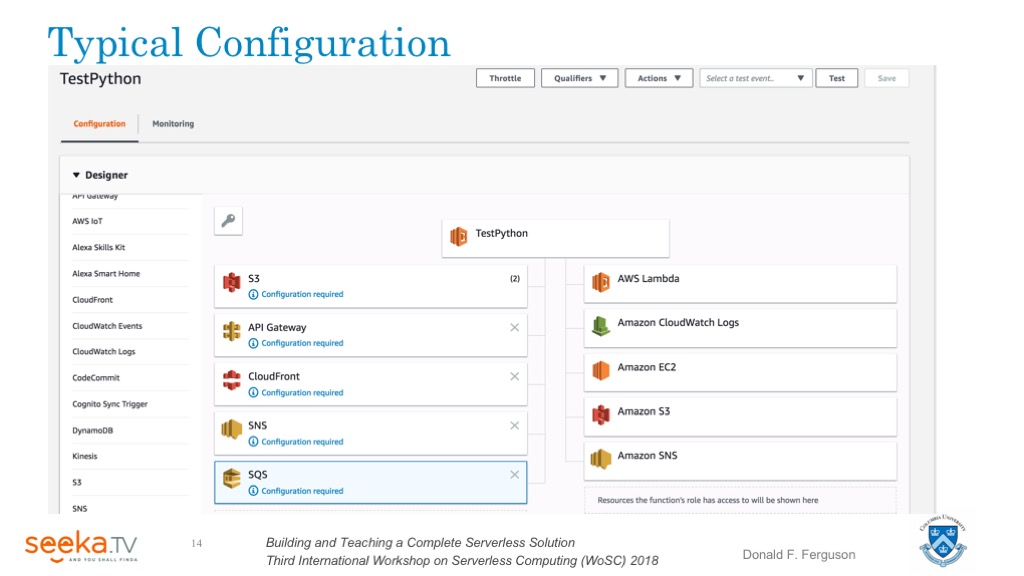 Typical Configuration
TestPython
Throttle
Qualifiers
Actions
Select a test event..
Test
Save
Configuration
Monitoring
Designer
API Gateway
AWS IoT
Alexa Skills Kit
Alexa Smart Home
CloudFront
CloudWatch Events
CloudWatch Logs
CodeCommit
Cognito Sync Trigger
DynamoDB
Kinesis
S3
SNS
TestPython
S3 (2)
Configuration required
API Gateway
Configuration required
CloudFront
Configuration required
SNS
Configuration required
SQS
Configuration required
AWS Lambda
Amazon CloudWatch Logs
Amazon EC2
Amazon S3
Amazon SNS
Resources the function's role has access to will be shown here
seeka.TV
AND YOU SHALL FINDA
14
Building and Teaching a Complete Serverless Solution
Third International Workshop on Serverless Computing (WoSC) 2018
Donald F. Ferguson
COLUMBIA UNIVERSITY